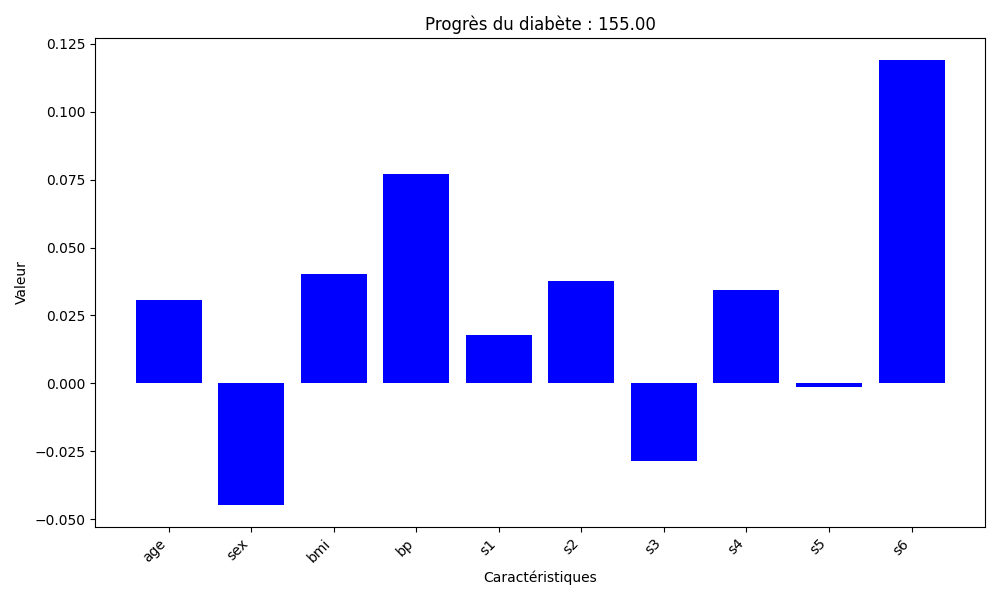 Progrès du diabète : 155.00
Valeur
0.125
0.100
0.075
0.050
0.025
0.000
−0.025
−0.050
age
sex
bmi
bp
s1
s2
s3
s4
s5
s6
Caractéristiques